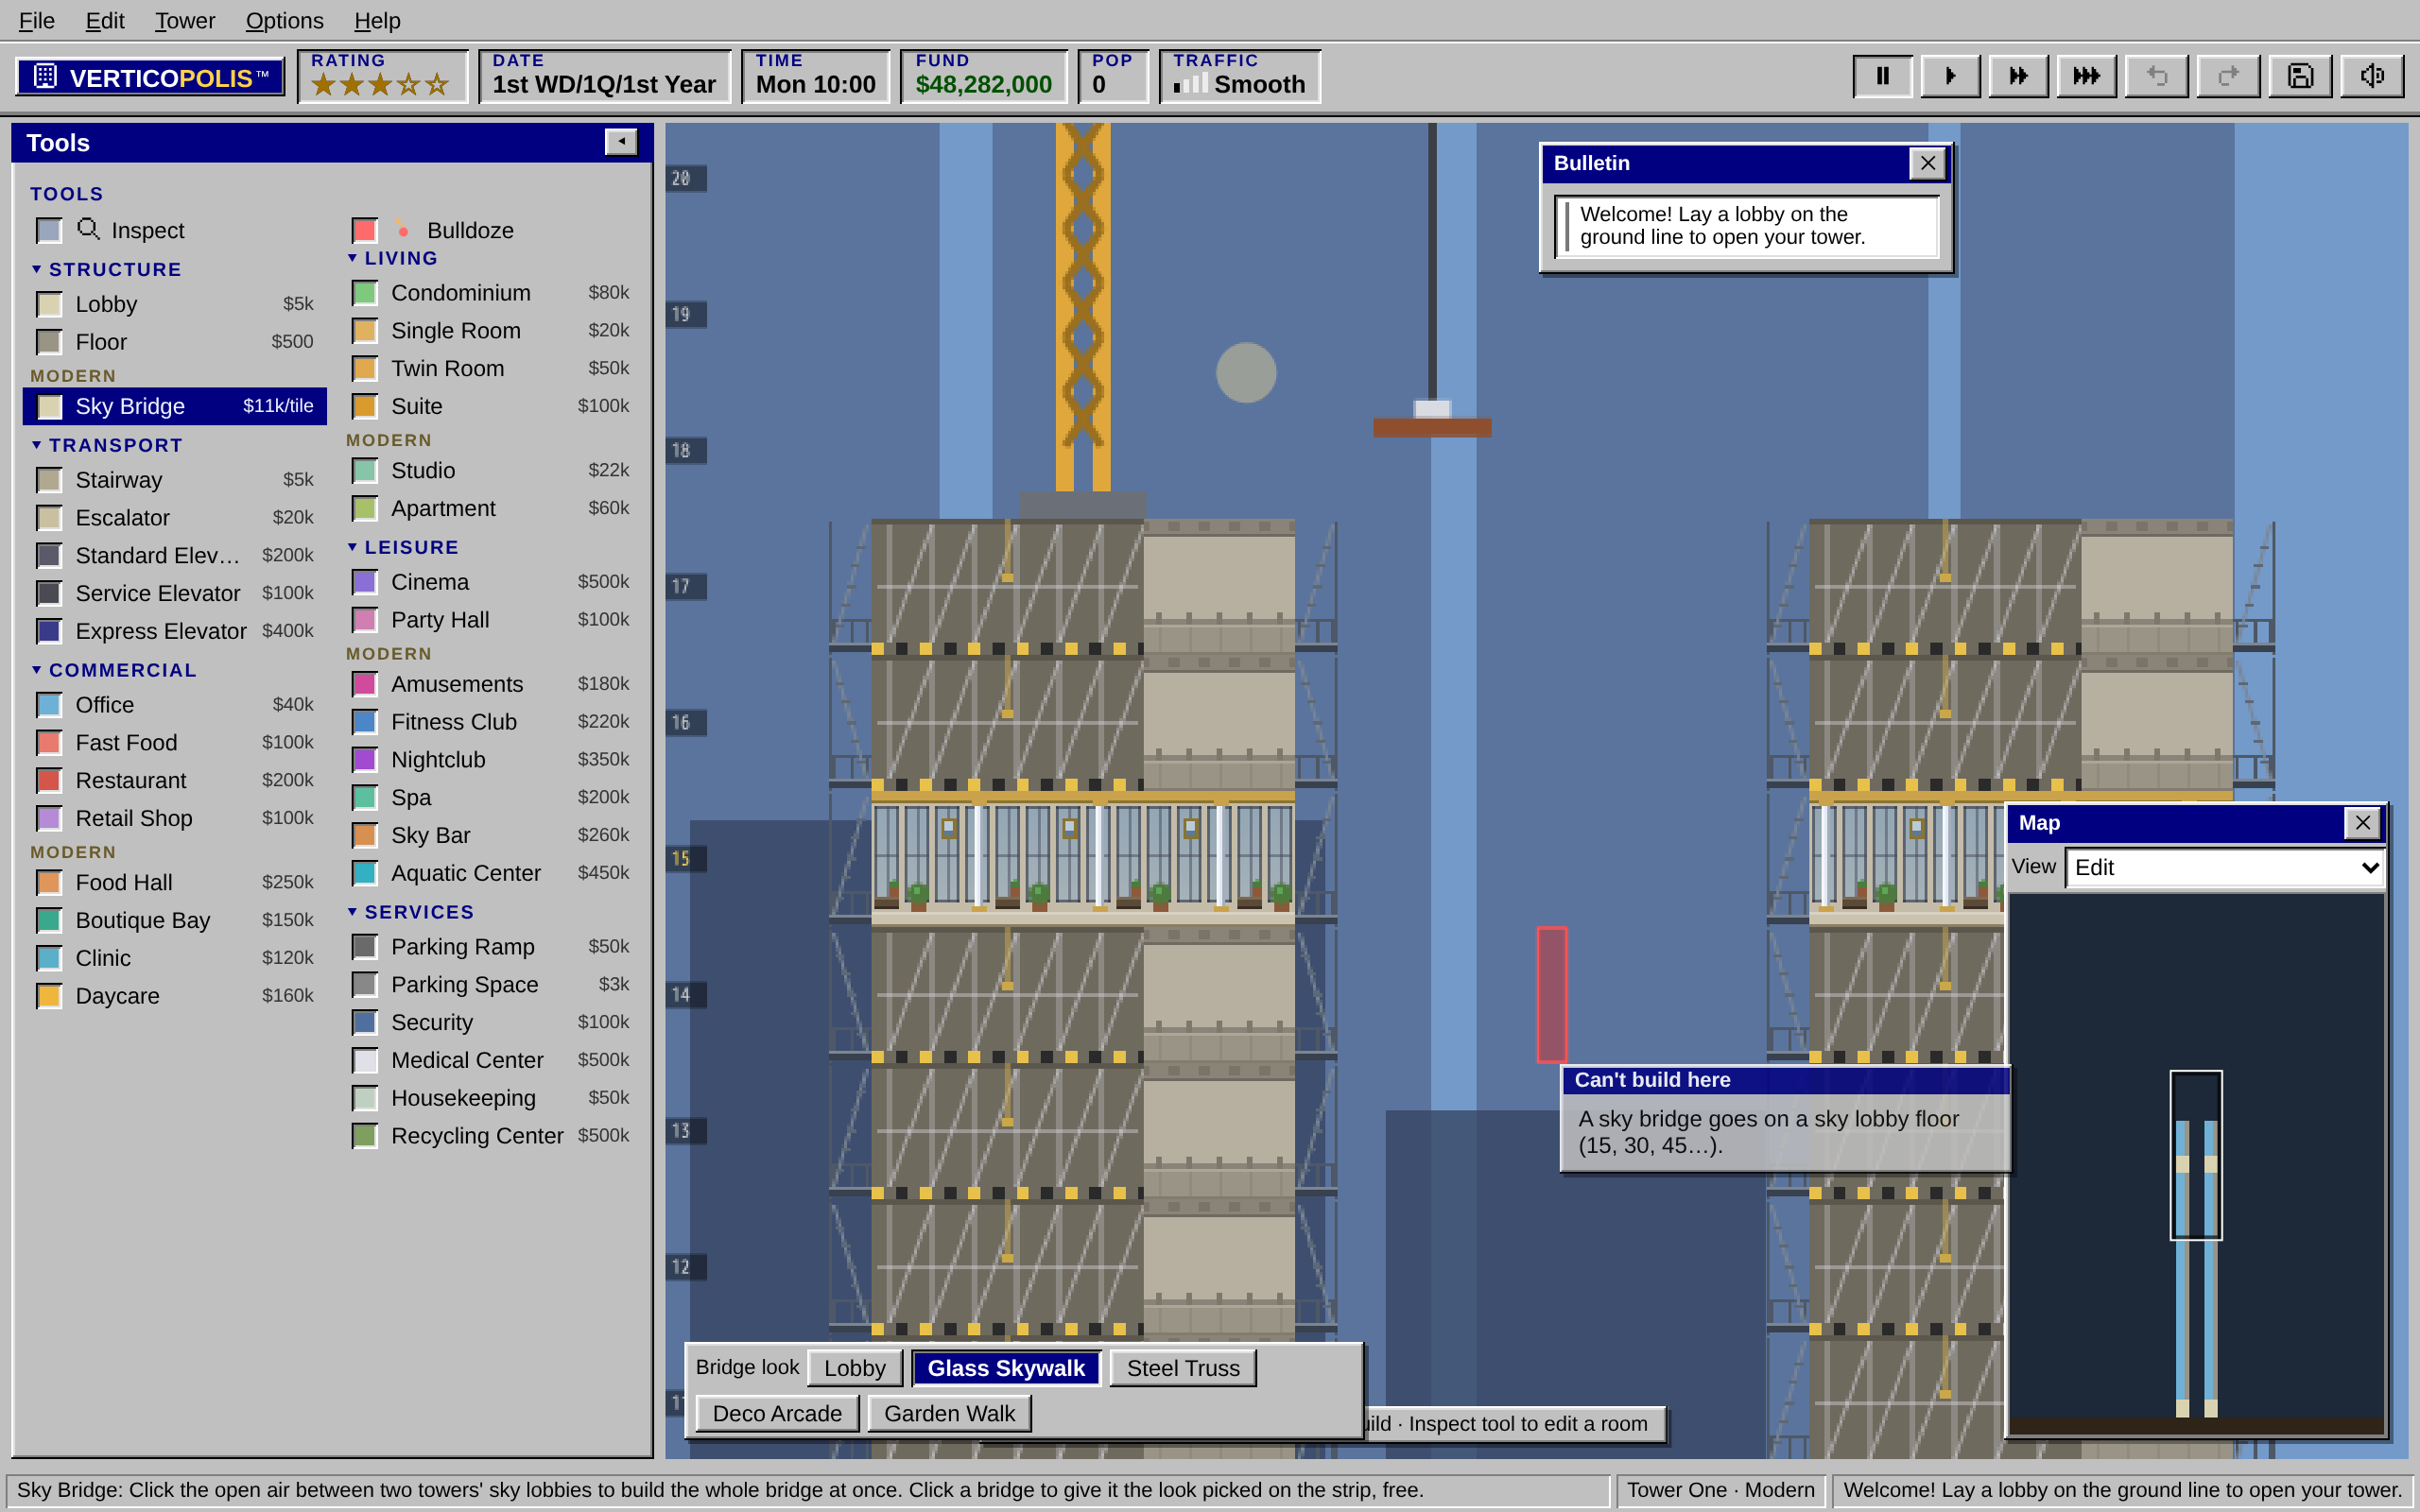 File Edit Tower Options Help
VERTICOPOLIS™
RATING
DATE
1st WD/1Q/1st Year
TIME
Mon 10:00
FUND
$48,282,000
POP
0
TRAFFIC
Smooth
Tools
TOOLS
Inspect
Bulldoze
STRUCTURE
Lobby $5k
Floor $500
MODERN
Sky Bridge $11k/tile
TRANSPORT
Stairway $5k
Escalator $20k
Standard Elev… $200k
Service Elevator $100k
Express Elevator $400k
COMMERCIAL
Office $40k
Fast Food $100k
Restaurant $200k
Retail Shop $100k
MODERN
Food Hall $250k
Boutique Bay $150k
Clinic $120k
Daycare $160k
LIVING
Condominium $80k
Single Room $20k
Twin Room $50k
Suite $100k
MODERN
Studio $22k
Apartment $60k
LEISURE
Cinema $500k
Party Hall $100k
MODERN
Amusements $180k
Fitness Club $220k
Nightclub $350k
Spa $200k
Sky Bar $260k
Aquatic Center $450k
SERVICES
Parking Ramp $50k
Parking Space $3k
Security $100k
Medical Center $500k
Housekeeping $50k
Recycling Center $500k
20
19
18
17
16
15
14
13
12
Bulletin
Welcome! Lay a lobby on the
ground line to open your tower.
Map
View Edit
Can't build here
A sky bridge goes on a sky lobby floor
(15, 30, 45…).
Bridge look Lobby Glass Skywalk Steel Truss
Deco Arcade Garden Walk
· Inspect tool to edit a room
Sky Bridge: Click the open air between two towers' sky lobbies to build the whole bridge at once. Click a bridge to give it the look picked on the strip, free.
Tower One · Modern
Welcome! Lay a lobby on the ground line to open your tower.